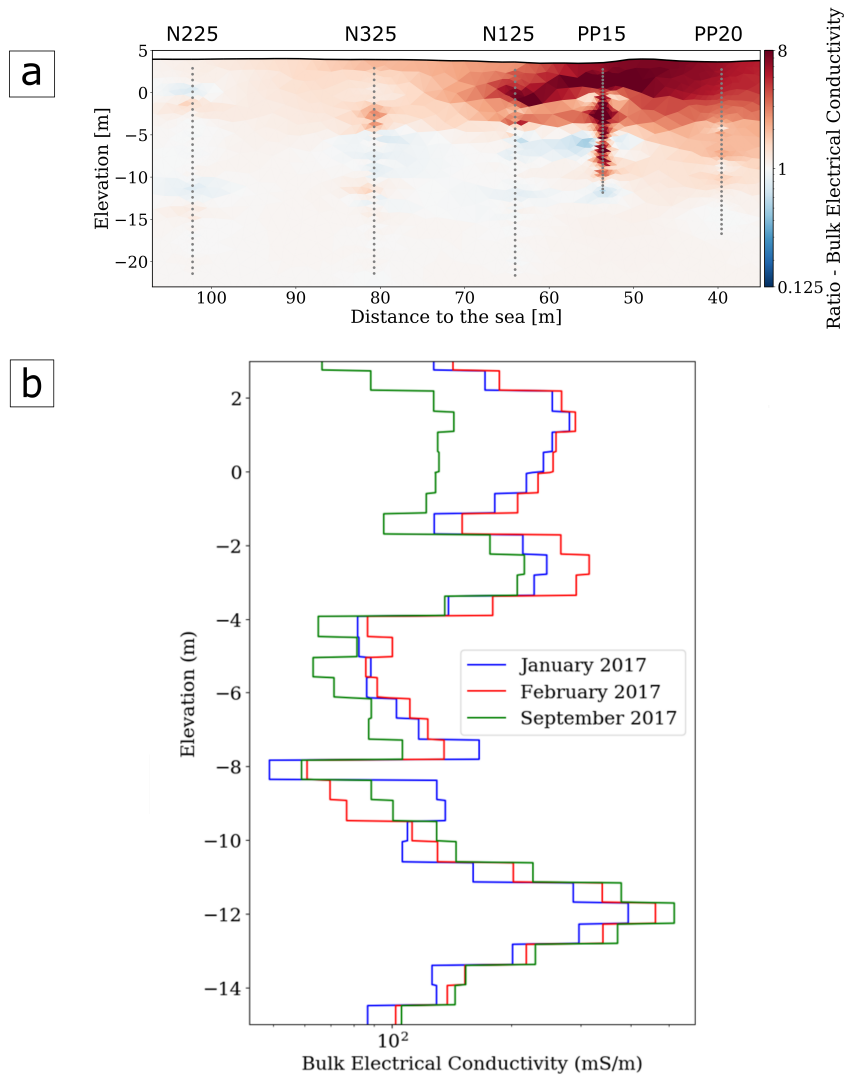 N225 N325 N125 PP15 PP20
a
5
0
−5
−10
−15
−20
Elevation [m]
100 90 80 70 60 50 40
Distance to the sea [m]
8
1
0.125
Ratio - Bulk Electrical Conductivity
b
2
0
−2
−4
−6
−8
−10
−12
−14
Elevation (m)
January 2017
February 2017
September 2017
10²
Bulk Electrical Conductivity (mS/m)